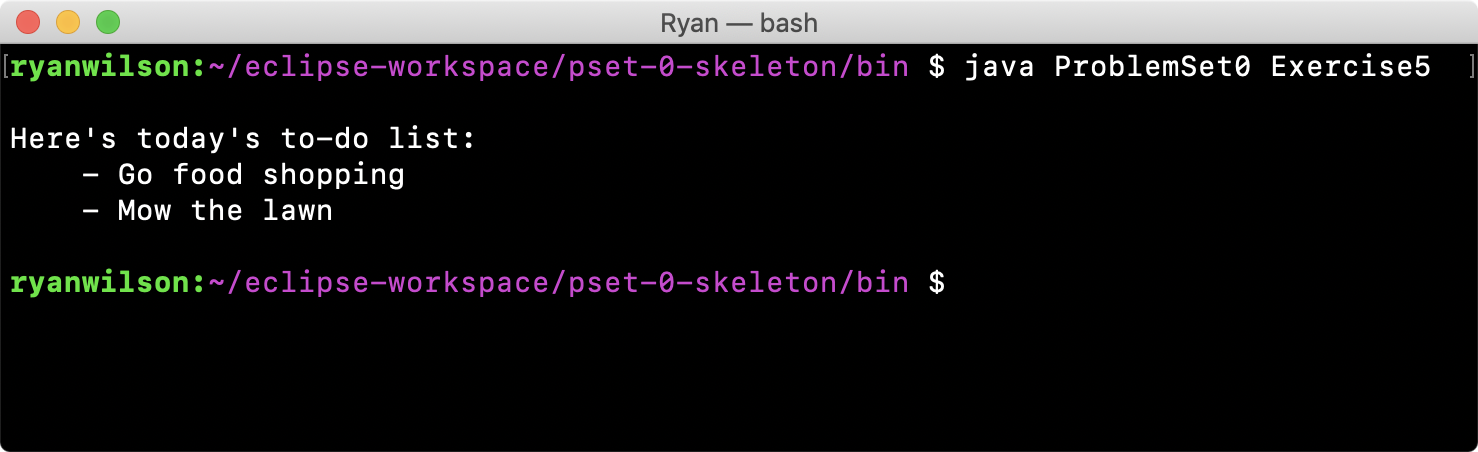 Ryan — bash
[ryanwilson:~/eclipse-workspace/pset-0-skeleton/bin $ java ProblemSet0 Exercise5 ]
Here's today's to-do list:
    - Go food shopping
    - Mow the lawn
ryanwilson:~/eclipse-workspace/pset-0-skeleton/bin $